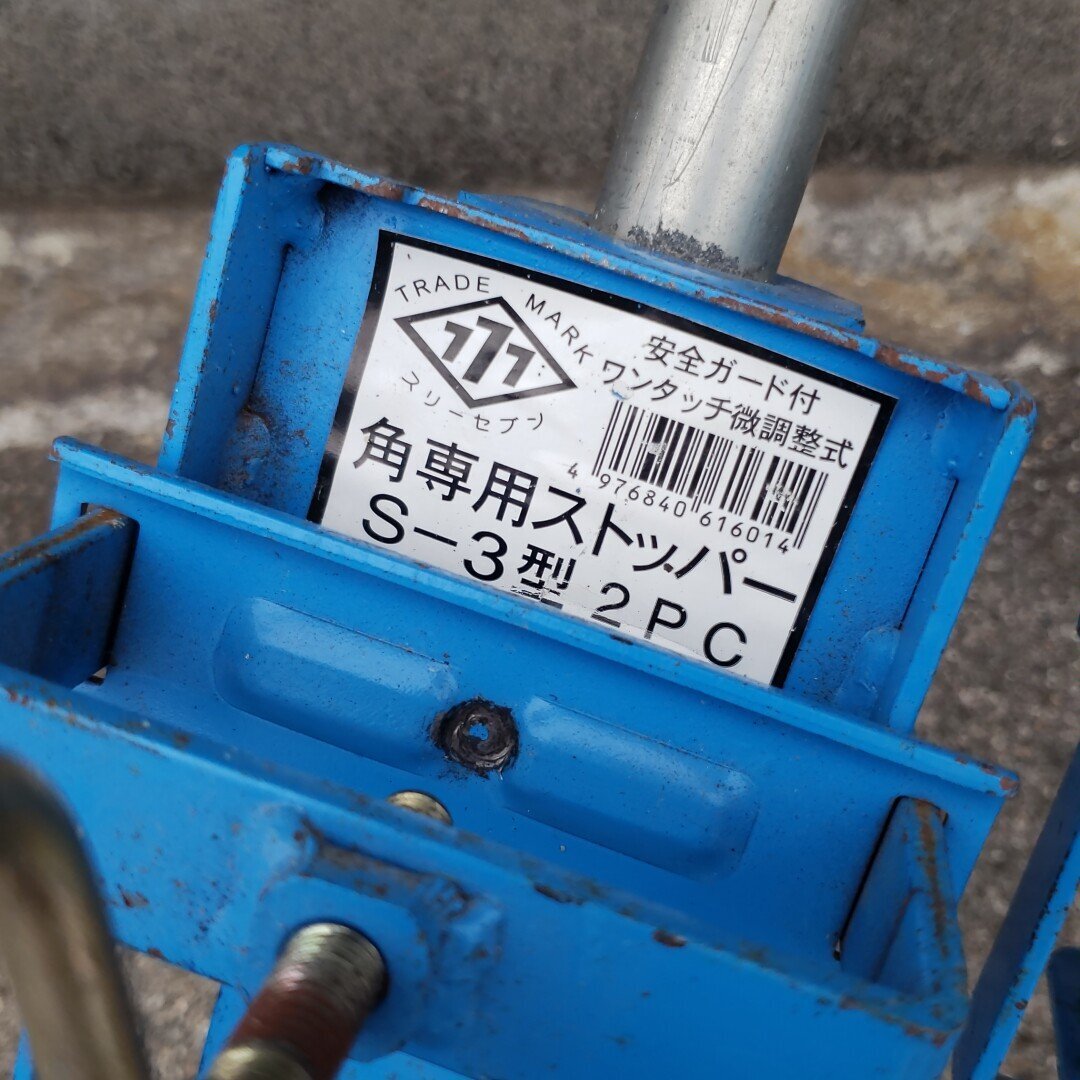 TRADE MARK
777
スリーセブン
安全ガード付
ワンタッチ微調整式
4 976840 616014
角専用ストッパー
S-3型 2PC